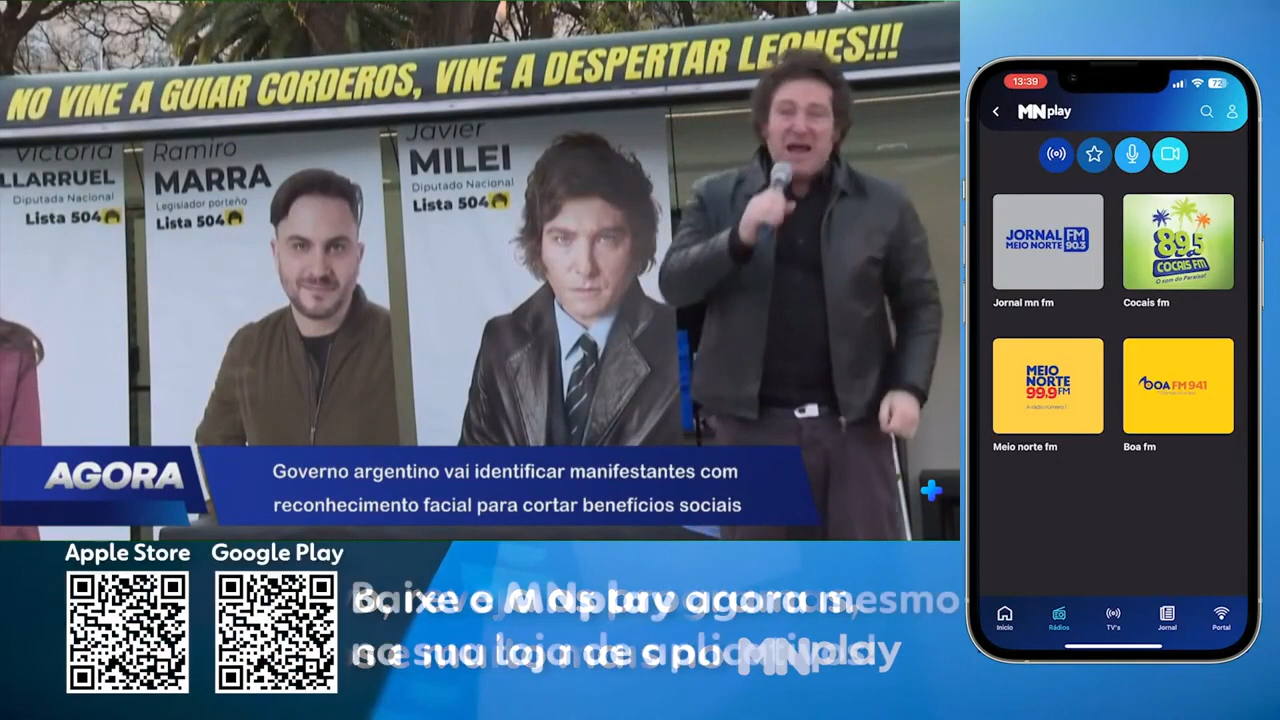 NO VINE A GUIAR CORDEROS, VINE A DESPERTAR LEONES!!!
Victoria
LLARRUEL
Diputada Nacional
Lista 504
Ramiro
MARRA
Legislador porteño
Lista 504
Javier
MILEI
Diputado Nacional
Lista 504
AGORA
Governo argentino vai identificar manifestantes com
reconhecimento facial para cortar benefícios sociais
Apple Store
Google Play
13:39
MNplay
JORNAL FM
MEIO NORTE 90.3
Jornal mn fm
89,5
COCAIS FM
O som do Paraíso!
Cocais fm
MEIO
NORTE
99.9 FM
Meio norte fm
BOA FM 94.1
Boa fm
Início
Rádios
TV's
Jornal
Portal